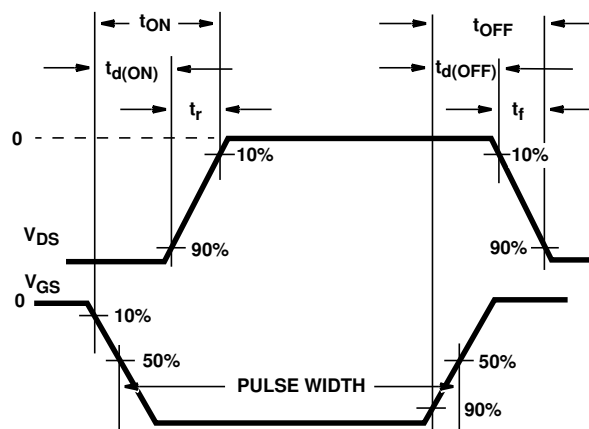 tON tOFF
td(ON) td(OFF)
tr tf
0
10% 10%
VDS 90% 90%
VGS
0
10%
50% 50%
PULSE WIDTH
90%